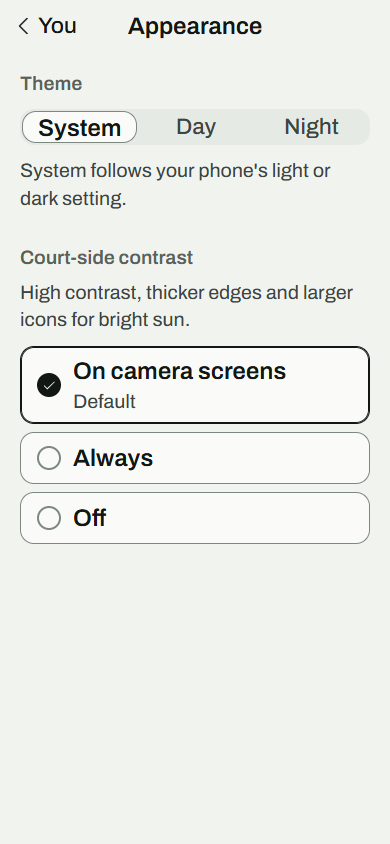 You
Appearance
Theme
System
Day
Night
System follows your phone's light or
dark setting.
Court-side contrast
High contrast, thicker edges and larger
icons for bright sun.
On camera screens
Default
Always
Off